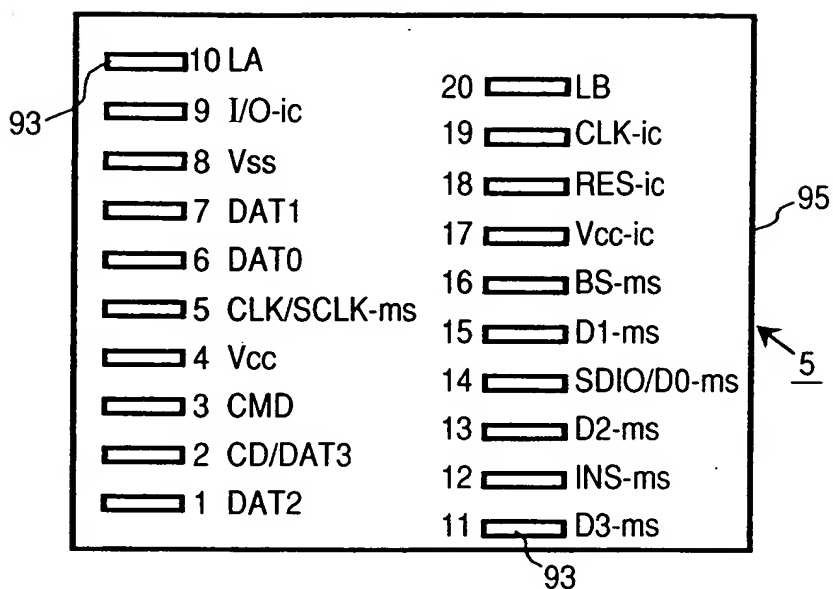 10 LA
9 I/O-ic
8 Vss
7 DAT1
6 DAT0
5 CLK/SCLK-ms
4 Vcc
3 CMD
2 CD/DAT3
1 DAT2
93
20 LB
19 CLK-ic
18 RES-ic
17 Vcc-ic
16 BS-ms
15 D1-ms
14 SDIO/D0-ms
13 D2-ms
12 INS-ms
11 D3-ms
93
95
5